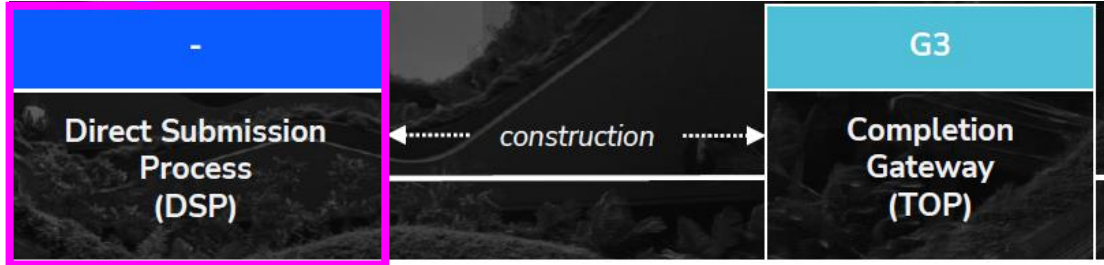 -
Direct Submission
Process
(DSP)
construction
G3
Completion
Gateway
(TOP)